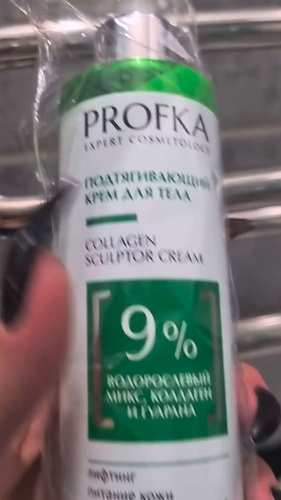 PROFKA
EXPERT COSMETOLOGY
ПОДТЯГИВАЮЩИЙ
КРЕМ ДЛЯ ТЕЛА
COLLAGEN
SCULPTOR CREAM
9%
ВОДОРОСЛЕВЫЙ
МИКС, КОЛЛАГЕН
И ГУАРАНА
лифтинг
питание кожи